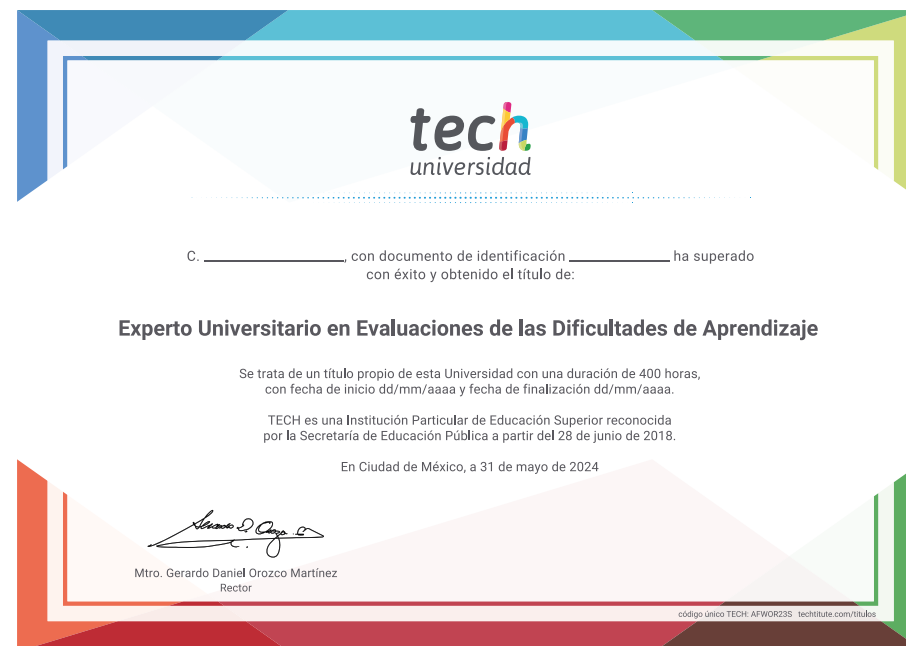 tech
universidad
C. ____________________, con documento de identificación ______________ ha superado
con éxito y obtenido el título de:
Experto Universitario en Evaluaciones de las Dificultades de Aprendizaje
Se trata de un título propio de esta Universidad con una duración de 400 horas,
con fecha de inicio dd/mm/aaaa y fecha de finalización dd/mm/aaaa.
TECH es una Institución Particular de Educación Superior reconocida
por la Secretaría de Educación Pública a partir del 28 de junio de 2018.
En Ciudad de México, a 31 de mayo de 2024
Mtro. Gerardo Daniel Orozco Martínez
Rector
código único TECH: AFWOR23S techtitute.com/titulos